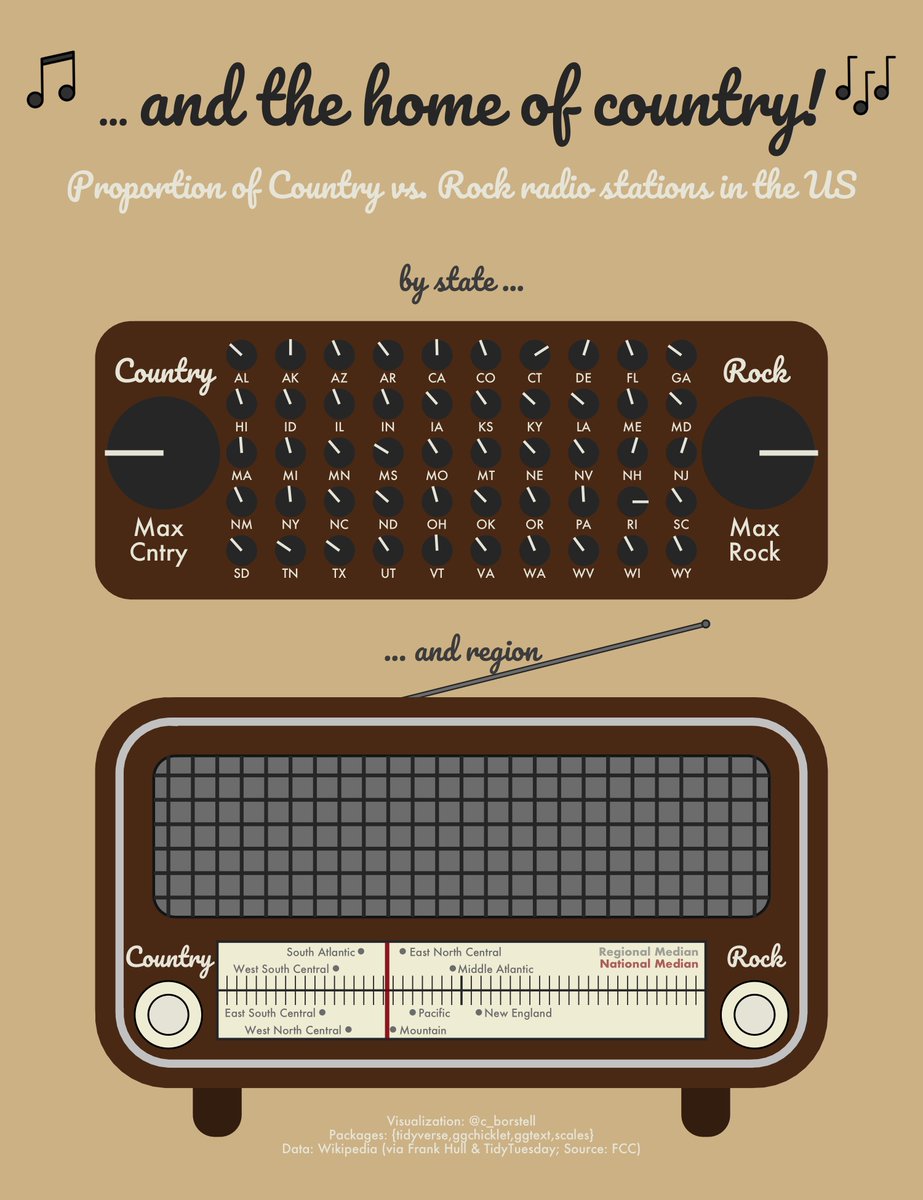 ... and the home of country!
Proportion of Country vs. Rock radio stations in the US
by state ...
Country
Rock
AL AK AZ AR CA CO CT DE FL GA
HI ID IL IN IA KS KY LA ME MD
MA MI MN MS MO MT NE NV NH NJ
NM NY NC ND OH OK OR PA RI SC
SD TN TX UT VT VA WA WV WI WY
Max
Cntry
Max
Rock
... and region
Country
Rock
South Atlantic
East North Central
Regional Median
National Median
West South Central
Middle Atlantic
East South Central
Pacific
New England
West North Central
Mountain
Visualization: @c_borstell
Packages: {tidyverse,ggchicklet,ggtext,scales}
Data: Wikipedia (via Frank Hull & TidyTuesday; Source: FCC)